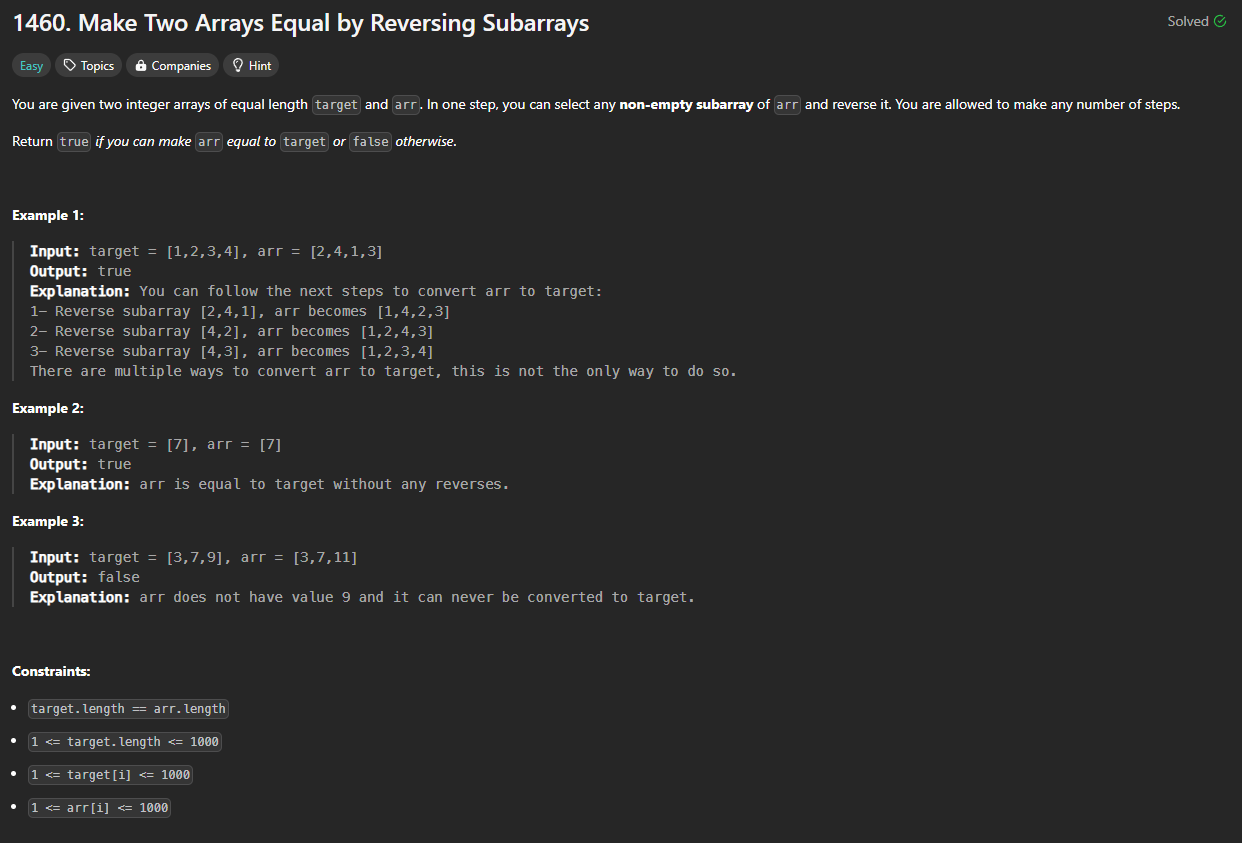 1460. Make Two Arrays Equal by Reversing Subarrays
Solved
Easy
Topics
Companies
Hint
You are given two integer arrays of equal length target and arr. In one step, you can select any non-empty subarray of arr and reverse it. You are allowed to make any number of steps.
Return true if you can make arr equal to target or false otherwise.
Example 1:
Input: target = [1,2,3,4], arr = [2,4,1,3]
Output: true
Explanation: You can follow the next steps to convert arr to target:
1- Reverse subarray [2,4,1], arr becomes [1,4,2,3]
2- Reverse subarray [4,2], arr becomes [1,2,4,3]
3- Reverse subarray [4,3], arr becomes [1,2,3,4]
There are multiple ways to convert arr to target, this is not the only way to do so.
Example 2:
Input: target = [7], arr = [7]
Output: true
Explanation: arr is equal to target without any reverses.
Example 3:
Input: target = [3,7,9], arr = [3,7,11]
Output: false
Explanation: arr does not have value 9 and it can never be converted to target.
Constraints:
• target.length == arr.length
• 1 <= target.length <= 1000
• 1 <= target[i] <= 1000
• 1 <= arr[i] <= 1000